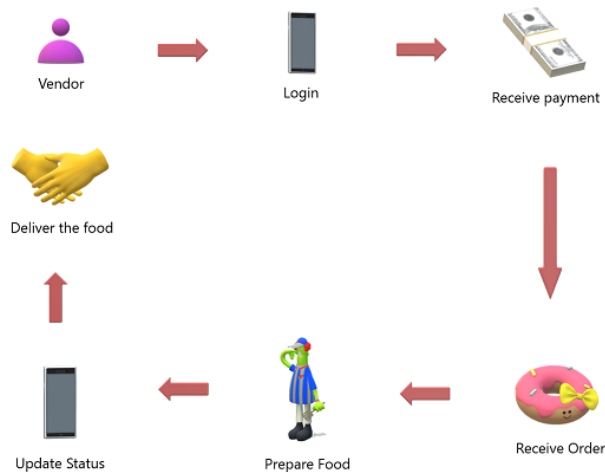 Vendor
Login
Receive payment
Deliver the food
Receive Order
Prepare Food
Update Status